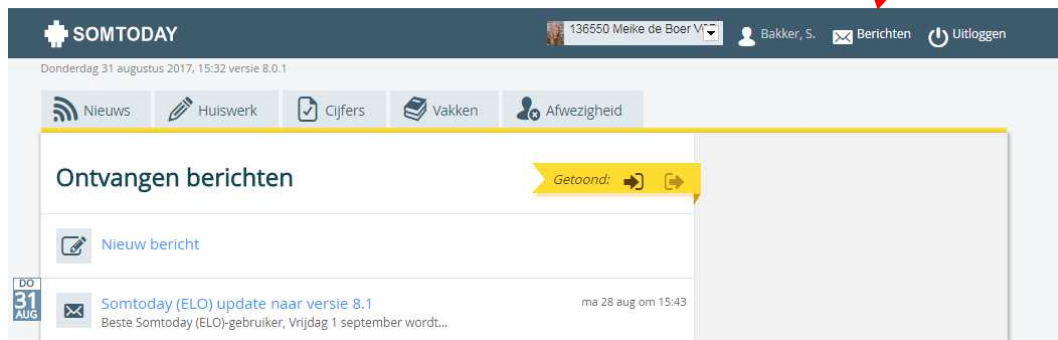 SOMTODAY
136550 Meike de Boer
Bakker, S.
Berichten
Uitloggen
Donderdag 31 augustus 2017, 15:32 versie 8.0.1
Nieuws
Huiswerk
Cijfers
Vakken
Afwezigheid
Ontvangen berichten
Getoond:
Nieuw bericht
DO
31
AUG
Somtoday (ELO) update naar versie 8.1
ma 28 aug om 15:43
Beste Somtoday (ELO)-gebruiker, Vrijdag 1 september wordt...